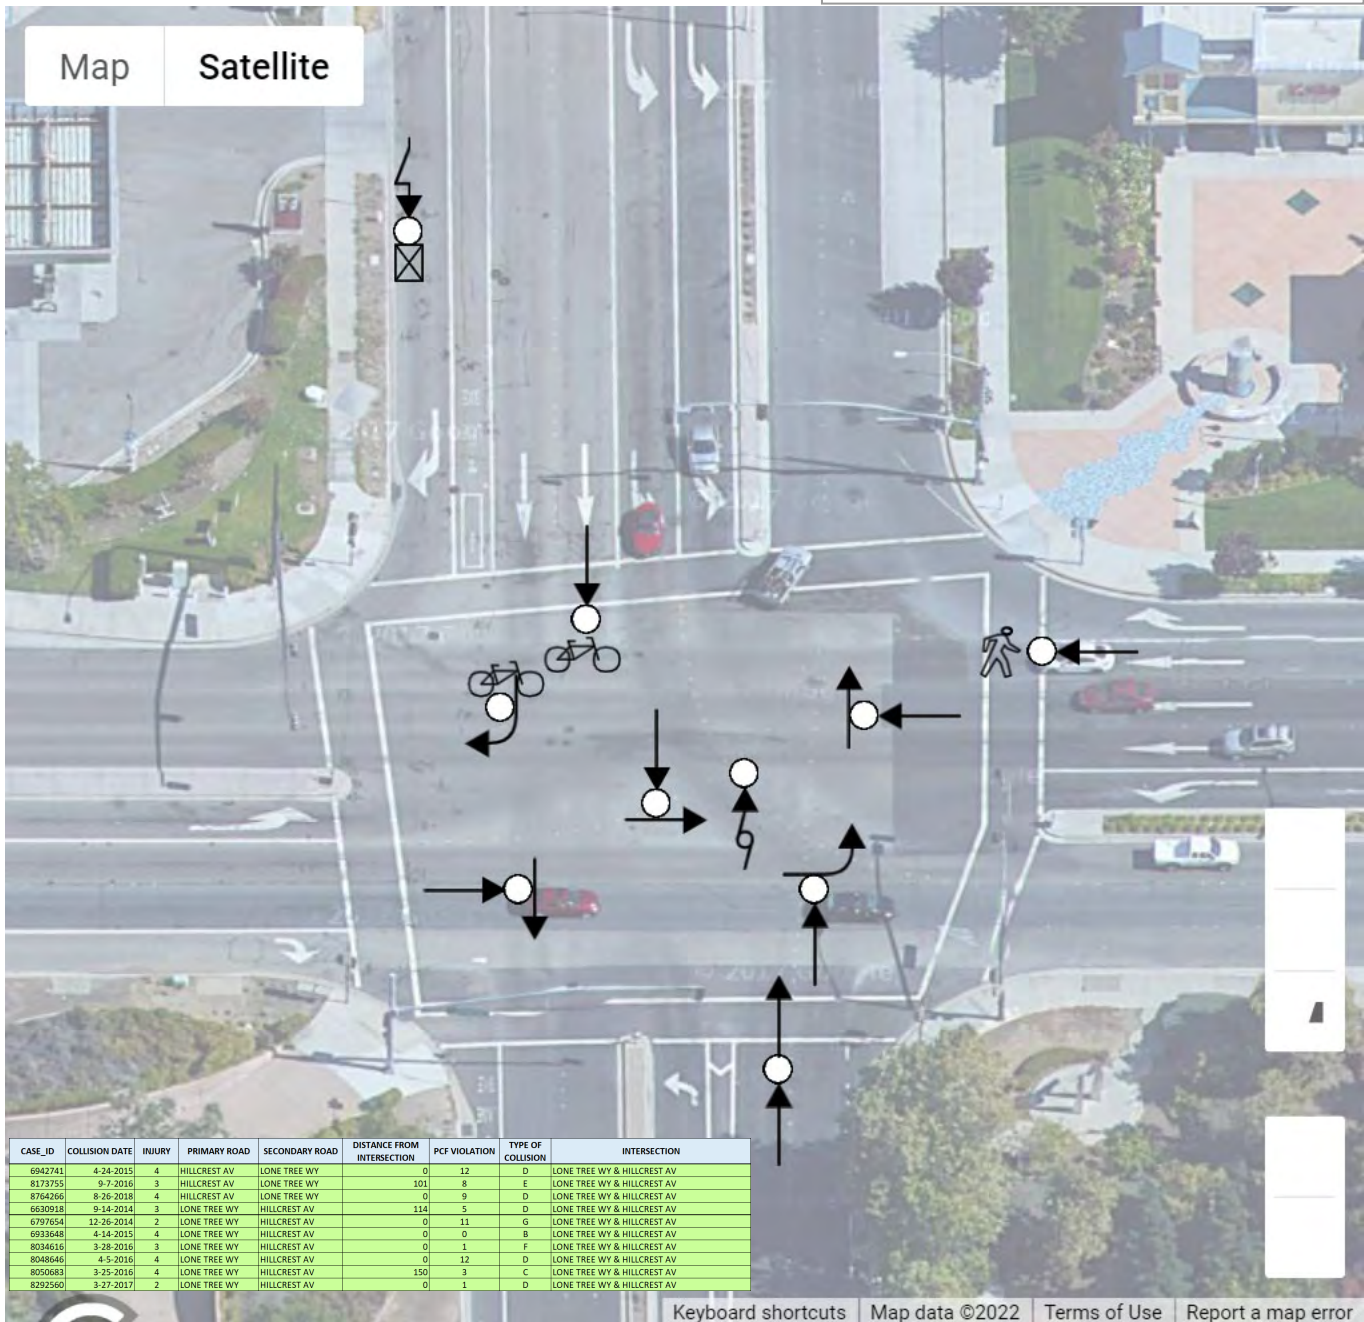 Map Satellite
CASE_ID COLLISION DATE INJURY PRIMARY ROAD SECONDARY ROAD DISTANCE FROM INTERSECTION PCF VIOLATION TYPE OF COLLISION INTERSECTION
6942741 4-24-2015 4 HILLCREST AV LONE TREE WY 0 12 D LONE TREE WY & HILLCREST AV
8173755 9-7-2016 3 HILLCREST AV LONE TREE WY 101 8 E LONE TREE WY & HILLCREST AV
8764266 8-26-2018 4 HILLCREST AV LONE TREE WY 0 9 D LONE TREE WY & HILLCREST AV
6630918 9-14-2014 3 LONE TREE WY HILLCREST AV 114 5 D LONE TREE WY & HILLCREST AV
6797654 12-26-2014 2 LONE TREE WY HILLCREST AV 0 11 G LONE TREE WY & HILLCREST AV
6933648 4-14-2015 4 LONE TREE WY HILLCREST AV 0 0 B LONE TREE WY & HILLCREST AV
8034616 3-28-2016 3 LONE TREE WY HILLCREST AV 0 1 F LONE TREE WY & HILLCREST AV
8048646 4-5-2016 4 LONE TREE WY HILLCREST AV 0 12 D LONE TREE WY & HILLCREST AV
8050683 3-25-2016 4 LONE TREE WY HILLCREST AV 150 3 C LONE TREE WY & HILLCREST AV
8292560 3-27-2017 2 LONE TREE WY HILLCREST AV 0 1 D LONE TREE WY & HILLCREST AV
Keyboard shortcuts Map data ©2022 Terms of Use Report a map error